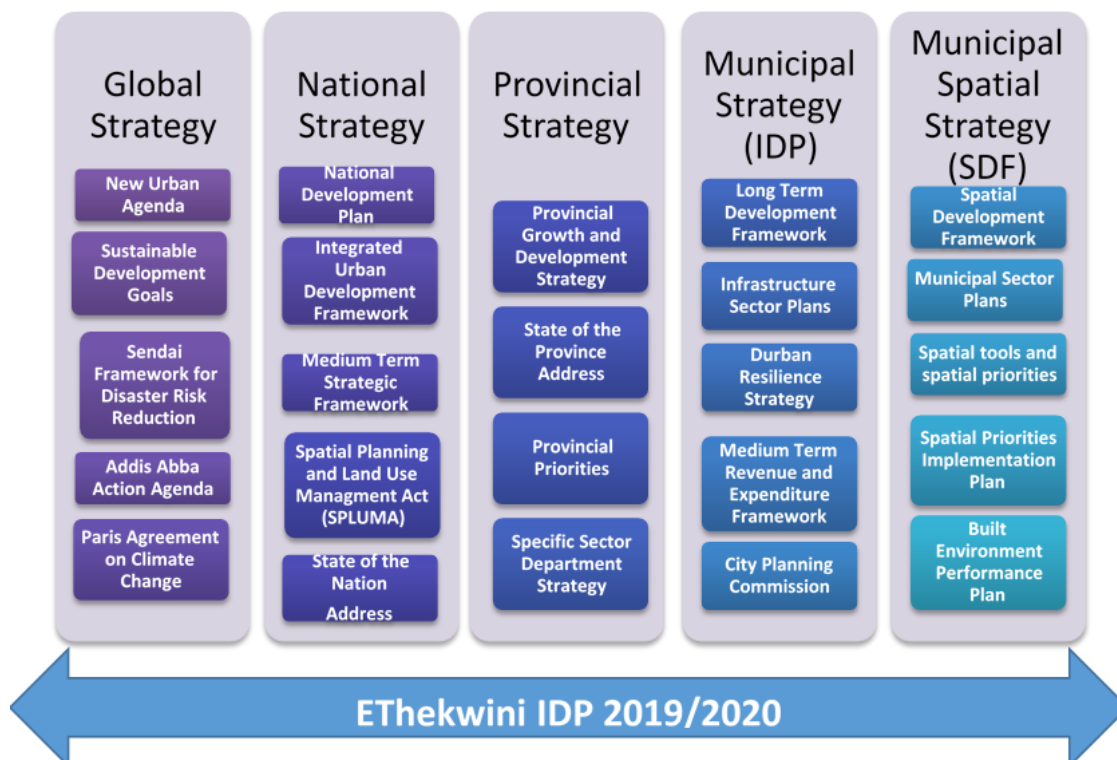 Global
Strategy
New Urban
Agenda
Sustainable
Development
Goals
Sendai
Framework for
Disaster Risk
Reduction
Addis Abba
Action Agenda
Paris Agreement
on Climate
Change
National
Strategy
National
Development
Plan
Integrated
Urban
Development
Framework
Medium Term
Strategic
Framework
Spatial Planning
and Land Use
Managment Act
(SPLUMA)
State of the
Nation
Address
Provincial
Strategy
Provincial
Growth and
Development
Strategy
State of the
Province
Address
Provincial
Priorities
Specific Sector
Department
Strategy
Municipal
Strategy
(IDP)
Long Term
Development
Framework
Infrastructure
Sector Plans
Durban
Resilience
Strategy
Medium Term
Revenue and
Expenditure
Framework
City Planning
Commission
Municipal
Spatial
Strategy
(SDF)
Spatial
Development
Framework
Municipal Sector
Plans
Spatial tools and
spatial priorities
Spatial Priorities
Implementation
Plan
Built
Environment
Performance
Plan
EThekwini IDP 2019/2020